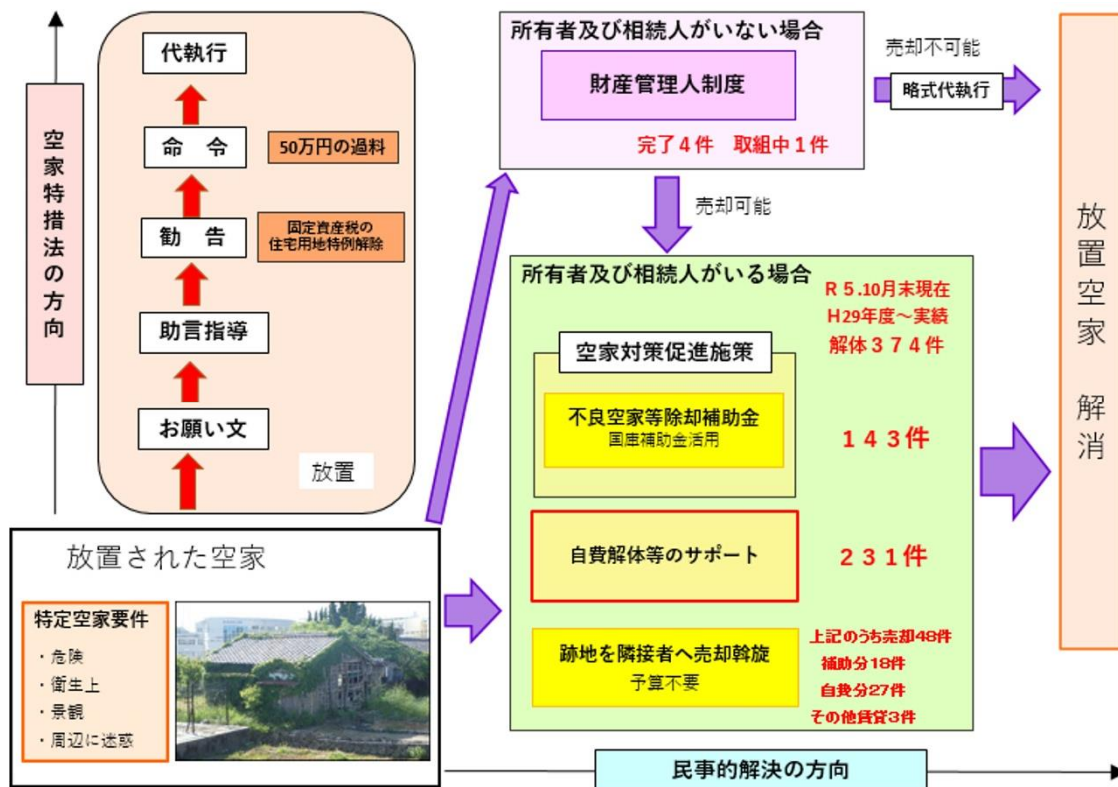 空家特措法の方向
代執行
命 令
50万円の過料
勧 告
固定資産税の
住宅用地特例解除
助言指導
お願い文
放置
放置された空家
特定空家要件
・危険
・衛生上
・景観
・周辺に迷惑
所有者及び相続人がいない場合
財産管理人制度
完了4件 取組中1件
売却不可能
略式代執行
売却可能
所有者及び相続人がいる場合
R5.10月末現在
H29年度～実績
解体374件
空家対策促進施策
不良空家等除却補助金
国庫補助金活用
143件
自費解体等のサポート
231件
跡地を隣接者へ売却斡旋
予算不要
上記のうち売却48件
補助分18件
自費分27件
その他賃貸3件
放置空家 解消
民事的解決の方向